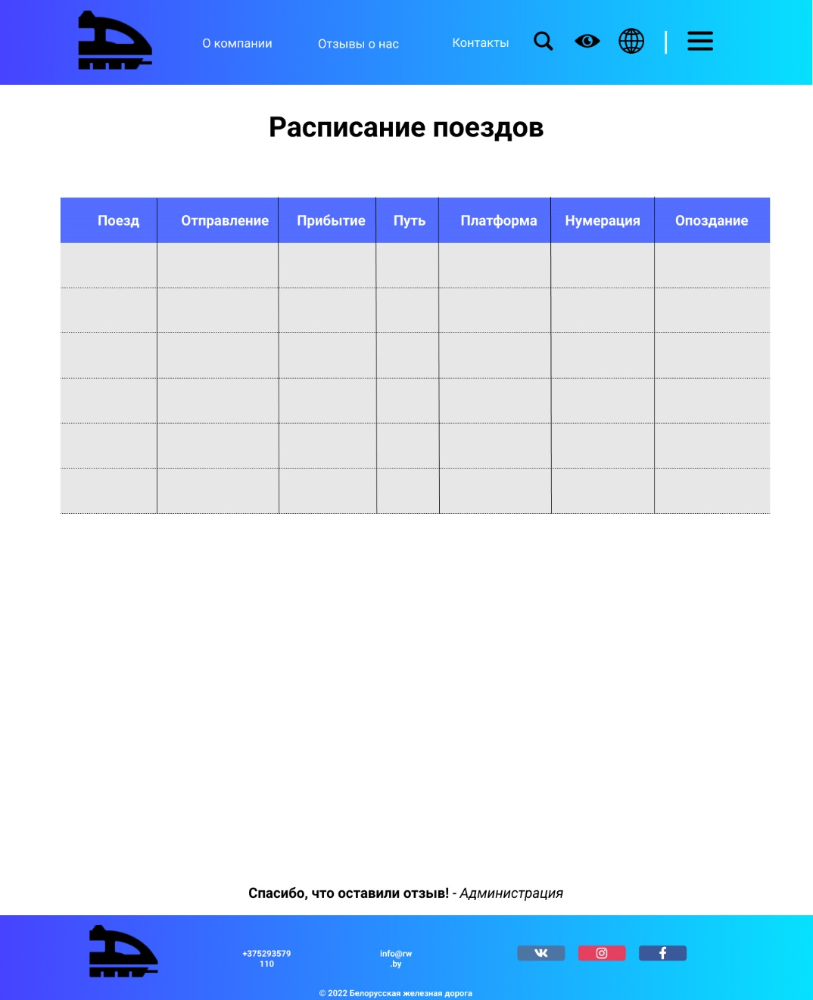 О компании
Отзывы о нас
Контакты
Расписание поездов
Поезд
Отправление
Прибытие
Путь
Платформа
Нумерация
Опоздание
Спасибо, что оставили отзыв! - Администрация
+375293579
110
info@rw
.by
© 2022 Белорусская железная дорога